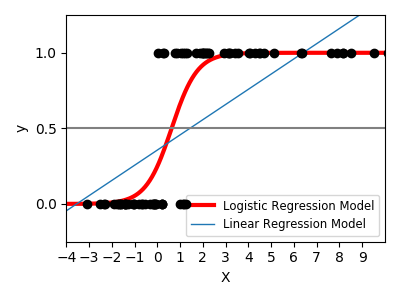 1.0
0.5
0.0
y
Logistic Regression Model
Linear Regression Model
−4 −3 −2 −1 0 1 2 3 4 5 6 7 8 9
X